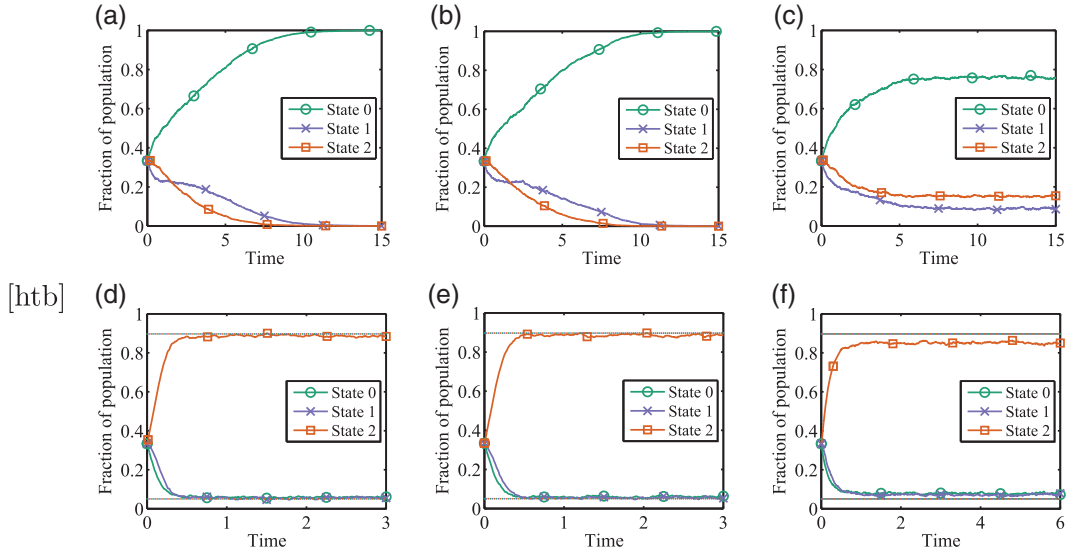 (a)
Fraction of population
1
0.8
0.6
0.4
0.2
0
0 5 10 15
Time
State 0
State 1
State 2
(b)
Fraction of population
1
0.8
0.6
0.4
0.2
0
0 5 10 15
Time
State 0
State 1
State 2
(c)
Fraction of population
1
0.8
0.6
0.4
0.2
0
0 5 10 15
Time
State 0
State 1
State 2
[htb]
(d)
Fraction of population
1
0.8
0.6
0.4
0.2
0
0 1 2 3
Time
State 0
State 1
State 2
(e)
Fraction of population
1
0.8
0.6
0.4
0.2
0
0 1 2 3
Time
State 0
State 1
State 2
(f)
Fraction of population
1
0.8
0.6
0.4
0.2
0
0 2 4 6
Time
State 0
State 1
State 2